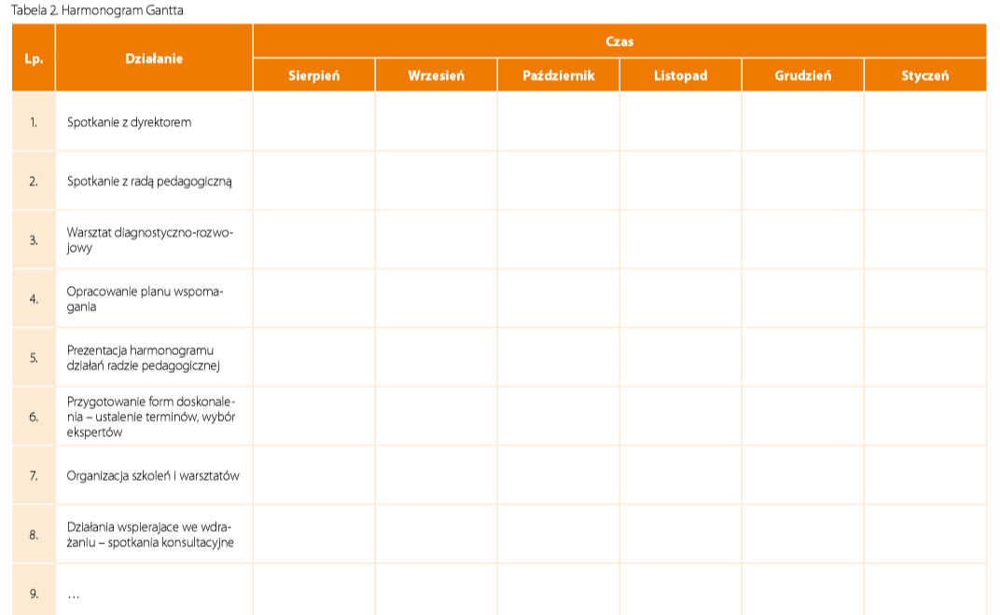 Tabela 2. Harmonogram Gantta
Lp.
Działanie
Czas
Sierpień
Wrzesień
Październik
Listopad
Grudzień
Styczeń
1.
Spotkanie z dyrektorem
2.
Spotkanie z radą pedagogiczną
3.
Warsztat diagnostyczno-rozwo-
jowy
4.
Opracowanie planu wspoma-
gania
5.
Prezentacja harmonogramu
działań radzie pedagogicznej
6.
Przygotowanie form doskonale-
nia – ustalenie terminów, wybór
ekspertów
7.
Organizacja szkoleń i warsztatów
8.
Działania wspierajace we wdra-
żaniu – spotkania konsultacyjne
9.
…